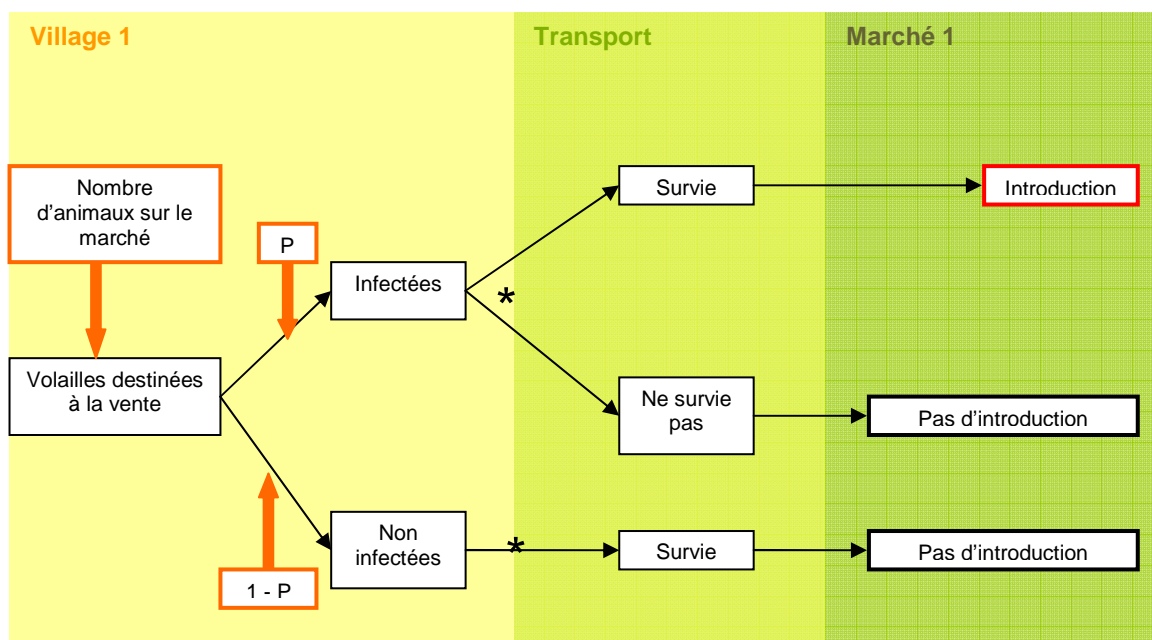 Village 1
Transport
Marché 1
Nombre
d’animaux sur le
marché
P
Survie
Introduction
Infectées
*
Volailles destinées
à la vente
Ne survie
pas
Pas d’introduction
Non
infectées
*
Survie
Pas d’introduction
1 - P